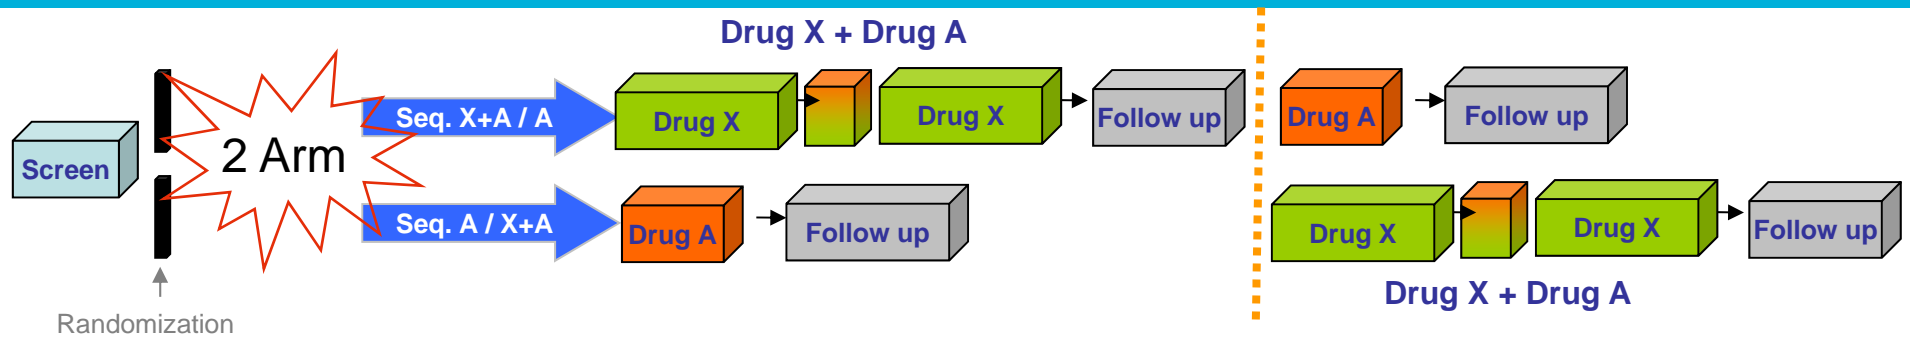 Drug X + Drug A
Screen
2 Arm
Seq. X+A / A
Drug X
Drug X
Follow up
Drug A
Follow up
Seq. A / X+A
Drug A
Follow up
Drug X
Drug X
Follow up
Drug X + Drug A
Randomization